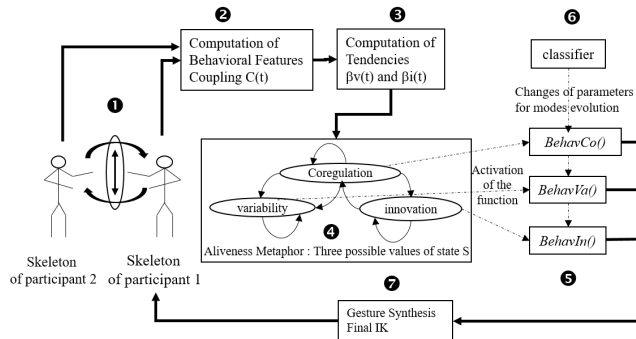 ❷
❸
❻
Computation of
Behavioral Features
Coupling C(t)
Computation of
Tendencies
βv(t) and βi(t)
classifier
❶
Changes of parameters
for modes evolution
BehavCo()
Coregulation
Activation
of the
function
BehavVa()
variability
innovation
❹
BehavIn()
Aliveness Metaphor : Three possible values of state S
Skeleton
of participant 2
Skeleton
of participant 1
❼
❺
Gesture Synthesis
Final IK